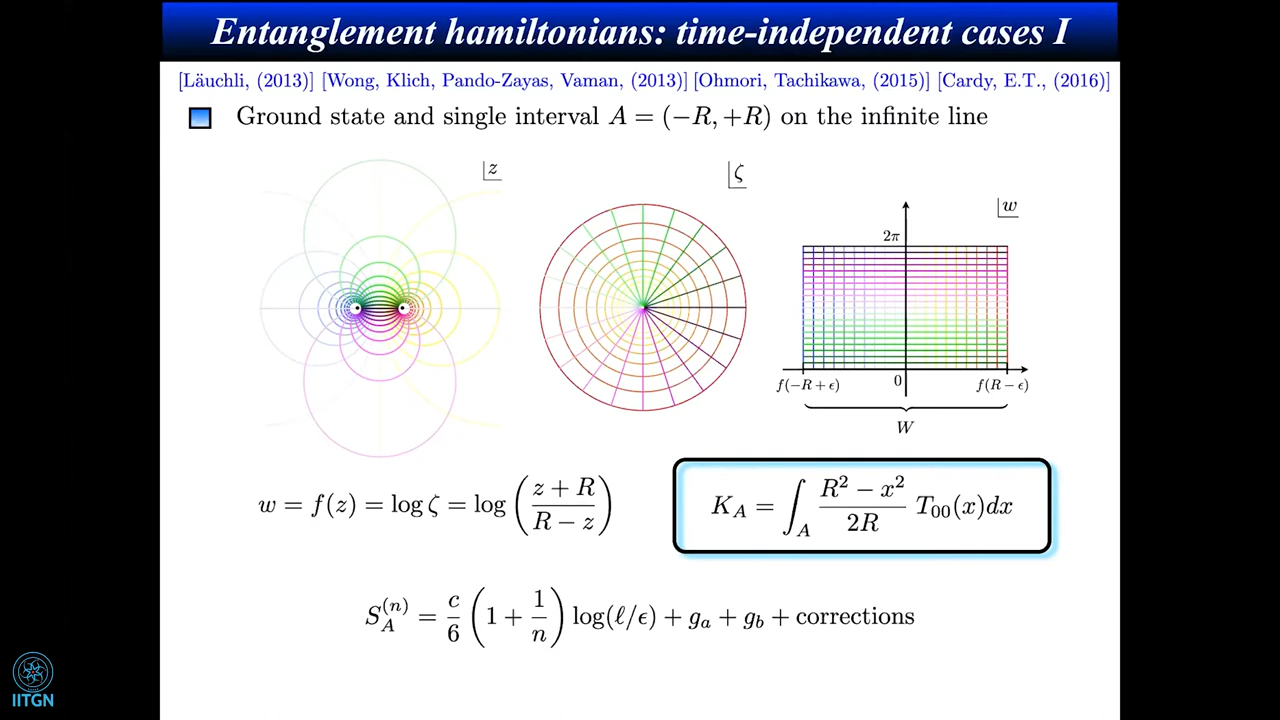 Entanglement hamiltonians: time-independent cases I
[Läuchli, (2013)] [Wong, Klich, Pando-Zayas, Vaman, (2013)] [Ohmori, Tachikawa, (2015)] [Cardy, E.T., (2016)]
Ground state and single interval A = (−R, +R) on the infinite line
z
ζ
w
2π
f(−R + ϵ)
0
f(R − ϵ)
W
w = f(z) = log ζ = log ( (z + R) / (R − z) )
K_A = ∫_A (R² − x²) / 2R T₀₀(x)dx
S_A^(n) = c/6 (1 + 1/n) log(ℓ/ϵ) + g_a + g_b + corrections
IITGN